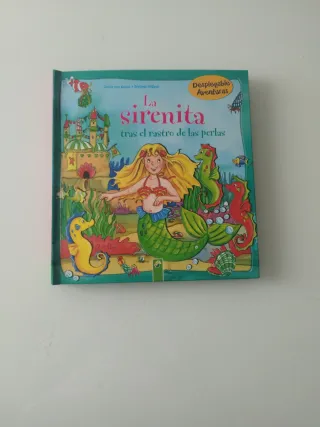 Desplegable
Aventuras
La
sirenita
tras el rastro de las perlas